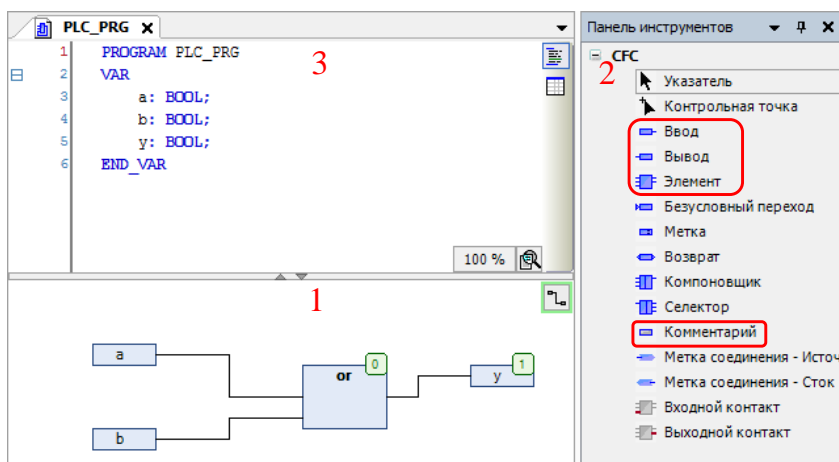 PLC_PRG
1 PROGRAM PLC_PRG
2 VAR
3 a: BOOL;
4 b: BOOL;
5 y: BOOL;
6 END_VAR
3
100 %
1
a
b
or
0
y
1
Панель инструментов
CFC
2
Указатель
Контрольная точка
Ввод
Вывод
Элемент
Безусловный переход
Метка
Возврат
Компоновщик
Селектор
Комментарий
Метка соединения - Источ
Метка соединения - Сток
Входной контакт
Выходной контакт